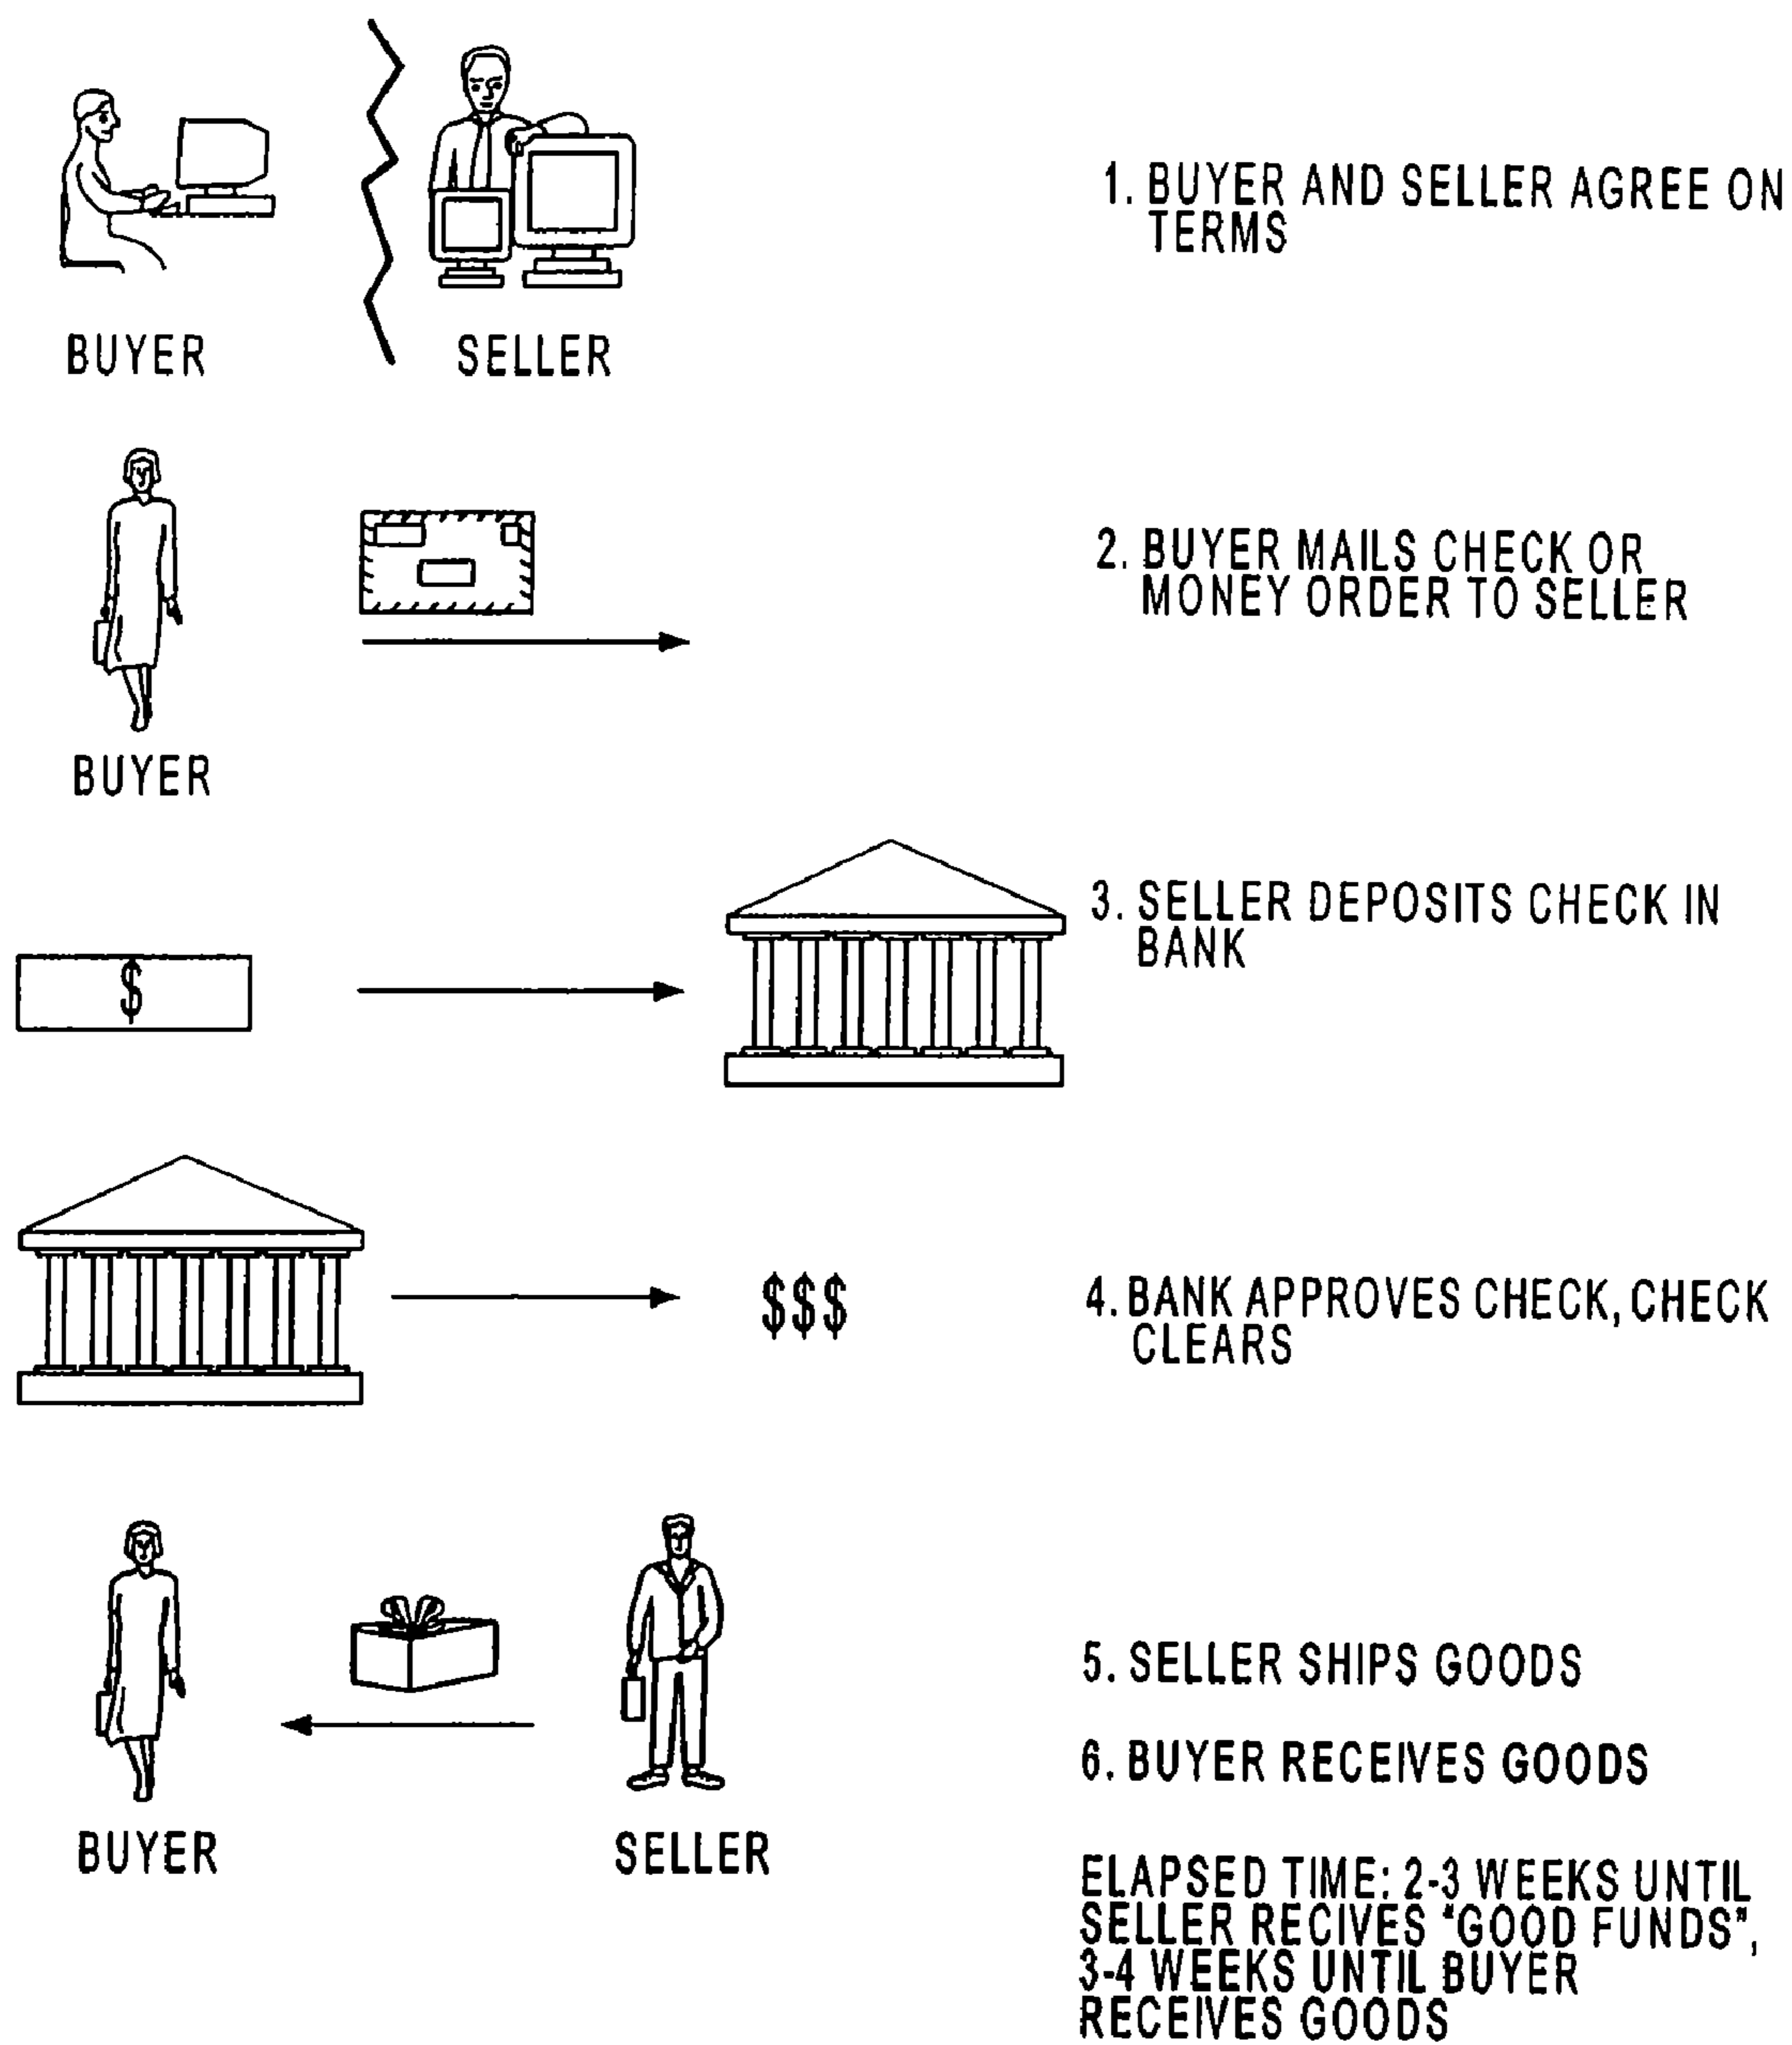 1. BUYER AND SELLER AGREE ON
TERMS
BUYER
SELLER
2. BUYER MAILS CHECK OR
MONEY ORDER TO SELLER
BUYER
3. SELLER DEPOSITS CHECK IN
BANK
$
4. BANK APPROVES CHECK, CHECK
CLEARS
$$$
5. SELLER SHIPS GOODS
6. BUYER RECEIVES GOODS
BUYER
SELLER
ELAPSED TIME: 2-3 WEEKS UNTIL
SELLER RECIVES "GOOD FUNDS",
3-4 WEEKS UNTIL BUYER
RECEIVES GOODS